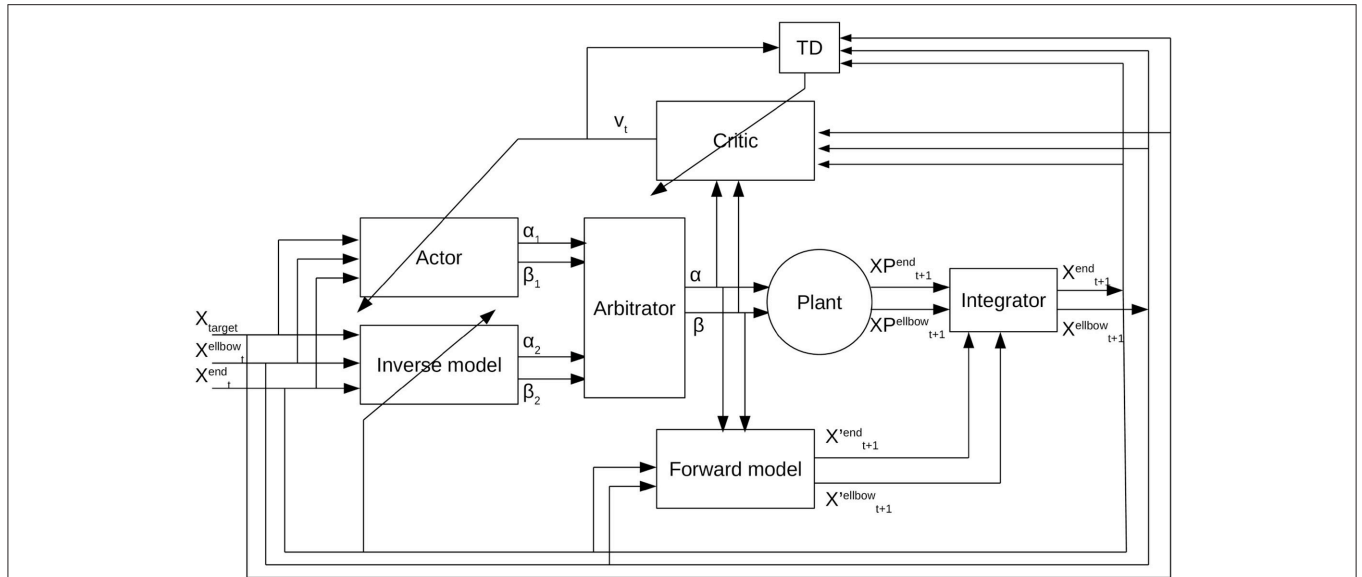 TD
v_t
Critic
Actor
α_1
β_1
Arbitrator
α
β
Plant
XP^end_t+1
XP^ellbow_t+1
Integrator
X^end_t+1
X^ellbow_t+1
X_target
X^ellbow_t
X^end_t
Inverse model
α_2
β_2
Forward model
X'^end_t+1
X'^ellbow_t+1